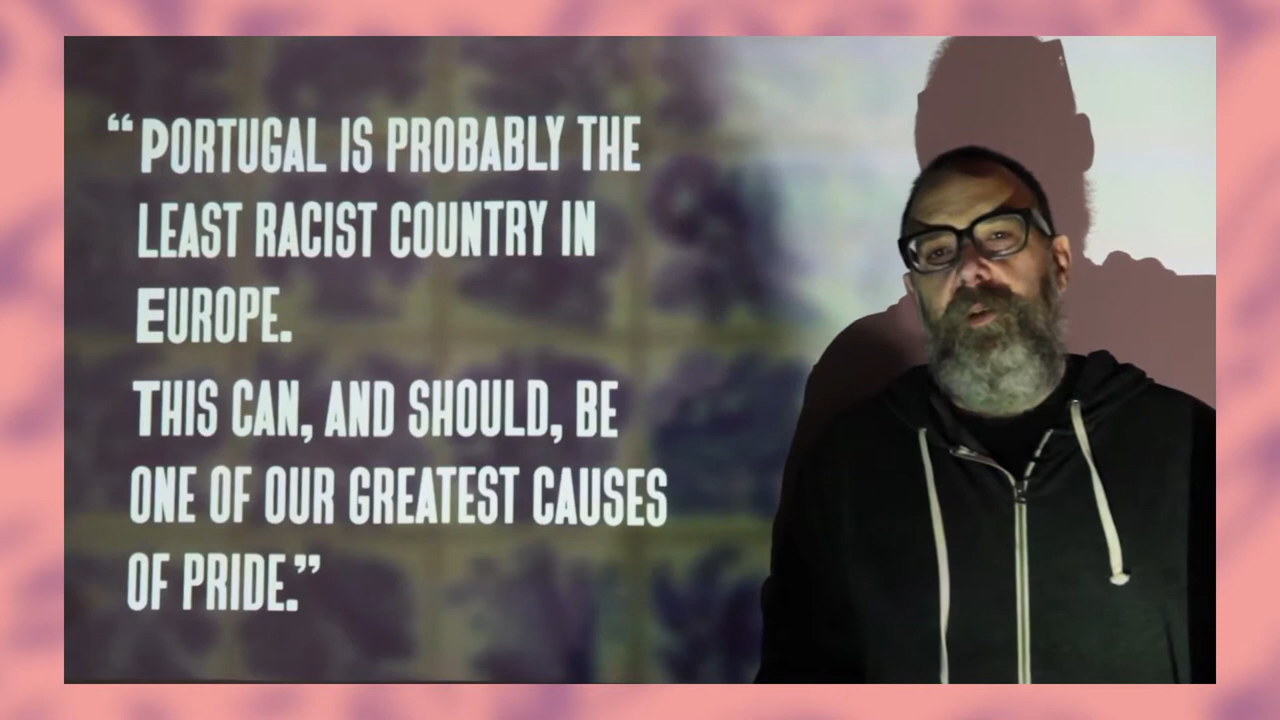 “PORTUGAL IS PROBABLY THE
LEAST RACIST COUNTRY IN
EUROPE.
THIS CAN, AND SHOULD, BE
ONE OF OUR GREATEST CAUSES
OF PRIDE.”